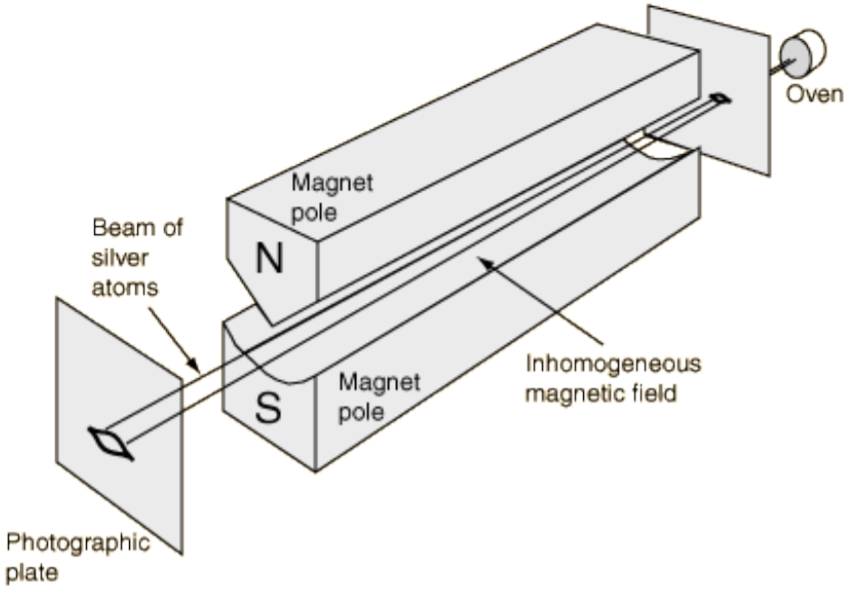 Oven
Magnet
pole
N
Beam of
silver
atoms
Inhomogeneous
magnetic field
Magnet
pole
S
Photographic
plate